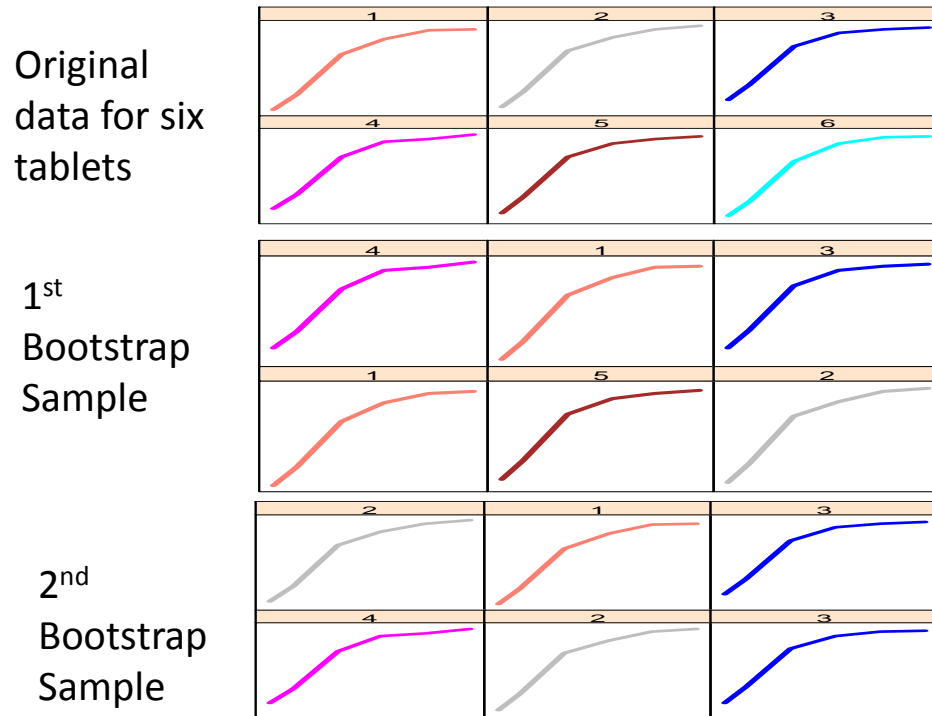 Original
data for six
tablets
1 2 3
4 5 6
1st
Bootstrap
Sample
4 1 3
1 5 2
2nd
Bootstrap
Sample
2 1 3
4 2 3